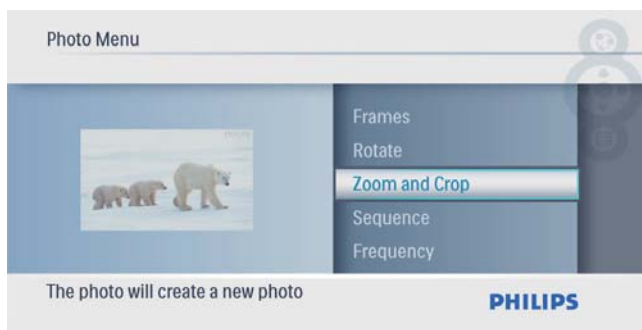 Photo Menu
Frames
Rotate
Zoom and Crop
Sequence
Frequency
The photo will create a new photo
PHILIPS